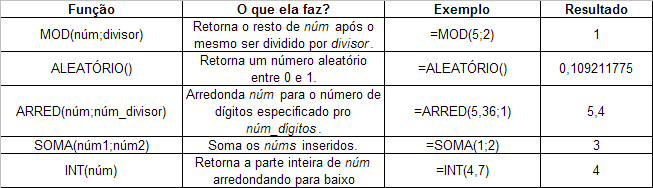 Função O que ela faz? Exemplo Resultado
MOD(núm;divisor) Retorna o resto de núm após o
mesmo ser dividido por divisor. =MOD(5;2) 1
ALEATÓRIO() Retorna um número aleatório
entre 0 e 1. =ALEATÓRIO() 0,109211775
ARRED(núm;núm_divisor) Arredonda núm para o número de
dígitos especificado pro
núm_dígitos. =ARRED(5,36;1) 5,4
SOMA(núm1;núm2) Soma os núms inseridos. =SOMA(1;2) 3
INT(núm) Retorna a parte inteira de núm
arredondando para baixo =INT(4,7) 4